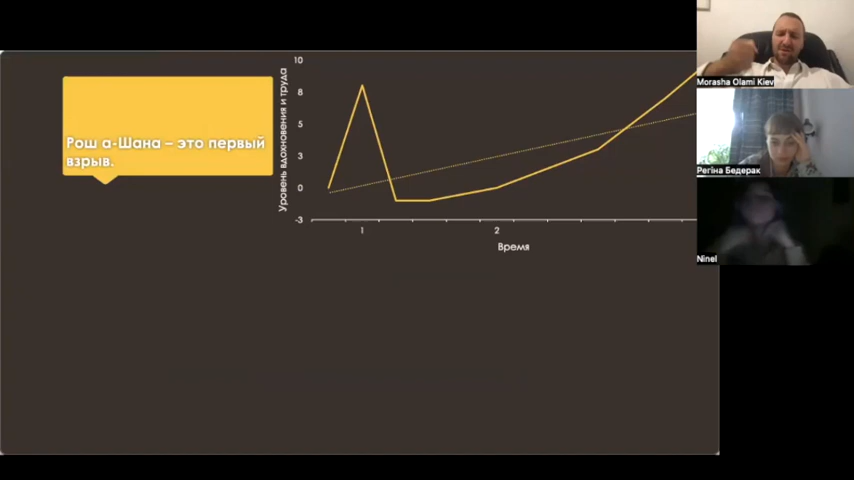 Рош а-Шана – это первый
взрыв.
Уровень вдохновения и труда
10
8
5
3
0
-3
1
2
Время
Morasha Olami Kiev
Регіна Бедерак
Ninel